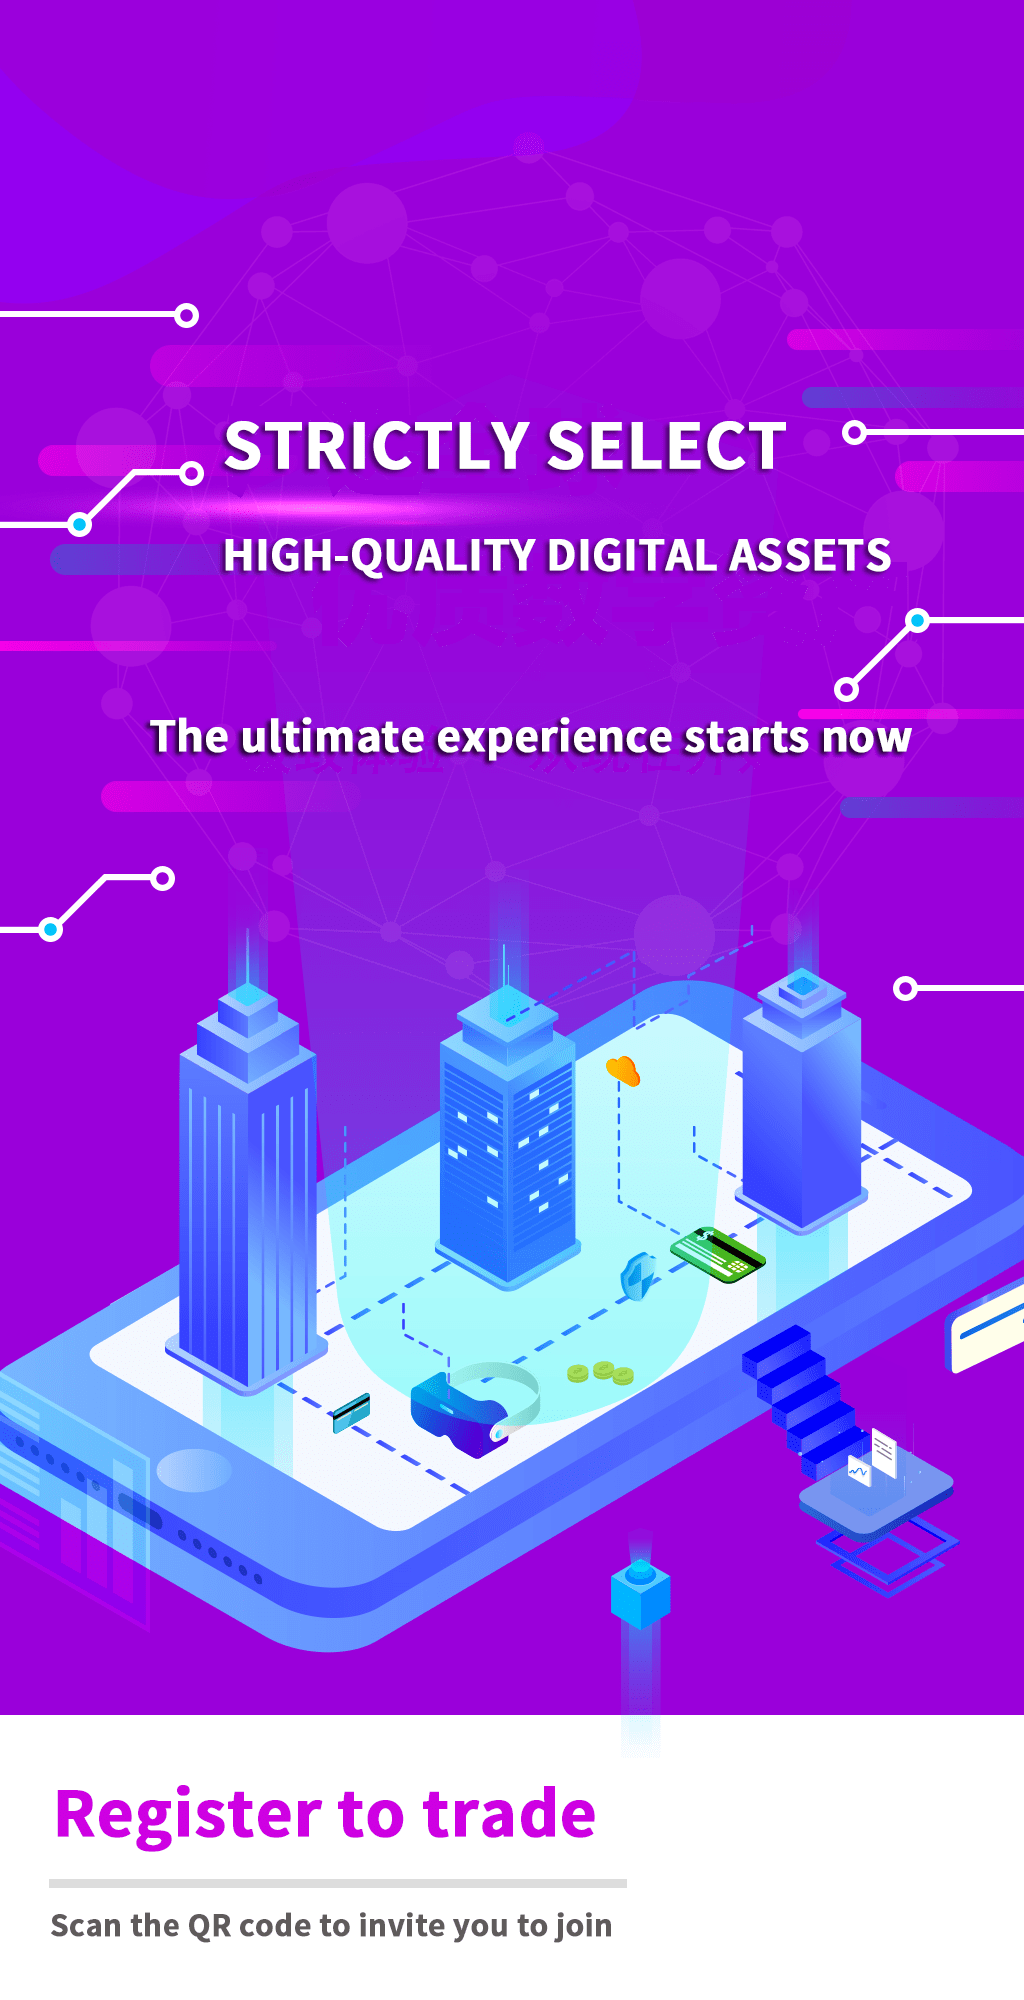 STRICTLY SELECT
HIGH-QUALITY DIGITAL ASSETS
The ultimate experience starts now
Register to trade
Scan the QR code to invite you to join